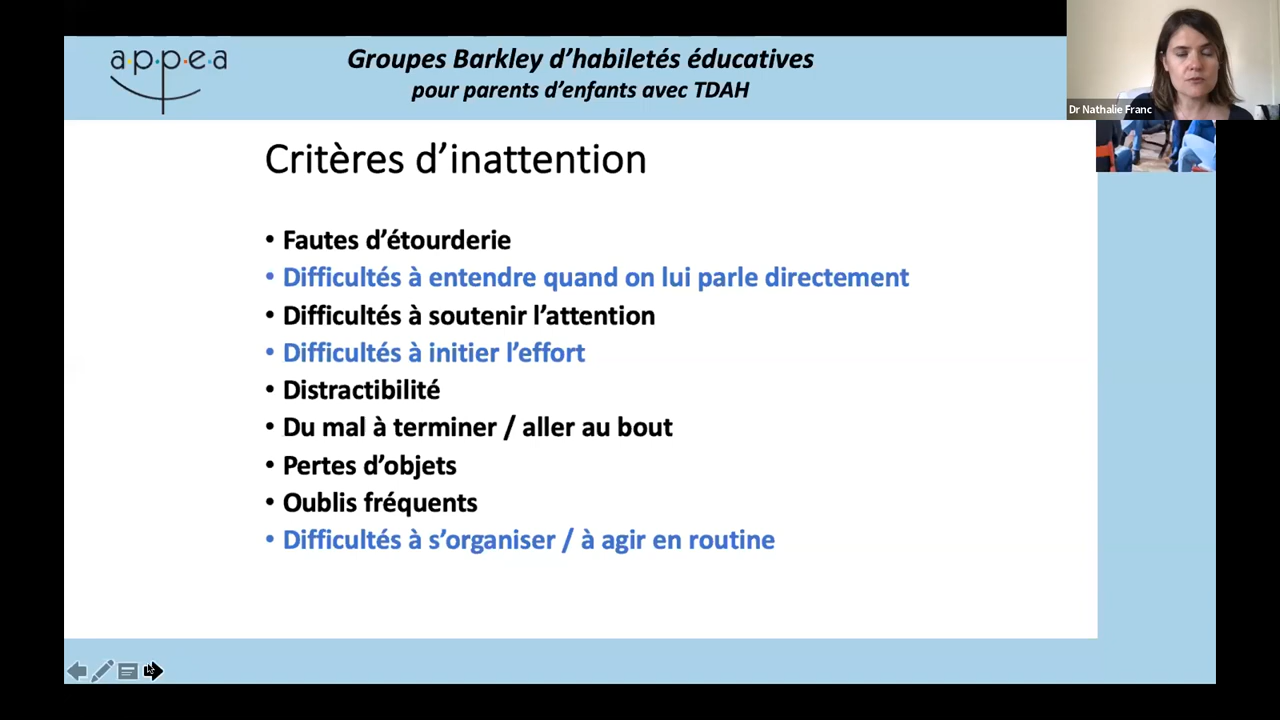 a.p.p.e.a
Groupes Barkley d’habiletés éducatives
pour parents d’enfants avec TDAH
Dr Nathalie Franc
Critères d’inattention
• Fautes d’étourderie
• Difficultés à entendre quand on lui parle directement
• Difficultés à soutenir l’attention
• Difficultés à initier l’effort
• Distractibilité
• Du mal à terminer / aller au bout
• Pertes d’objets
• Oublis fréquents
• Difficultés à s’organiser / à agir en routine